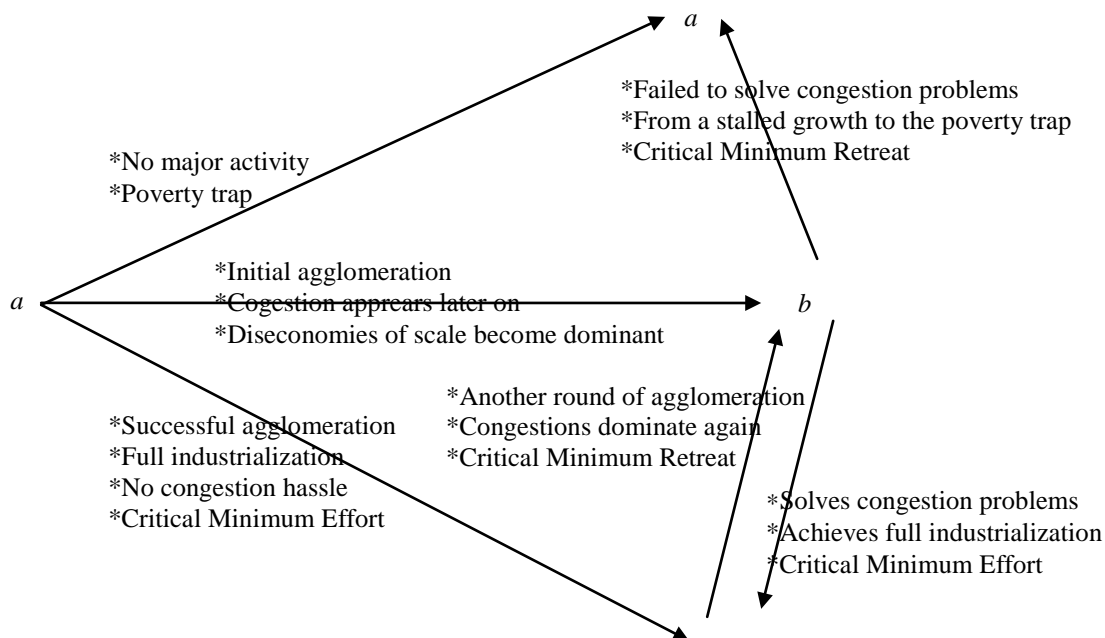 a
*Failed to solve congestion problems
*From a stalled growth to the poverty trap
*Critical Minimum Retreat
*No major activity
*Poverty trap
*Initial agglomeration
a
*Cogestion apprears later on
b
*Diseconomies of scale become dominant
*Another round of agglomeration
*Congestions dominate again
*Critical Minimum Retreat
*Successful agglomeration
*Full industrialization
*No congestion hassle
*Critical Minimum Effort
*Solves congestion problems
*Achieves full industrialization
*Critical Minimum Effort